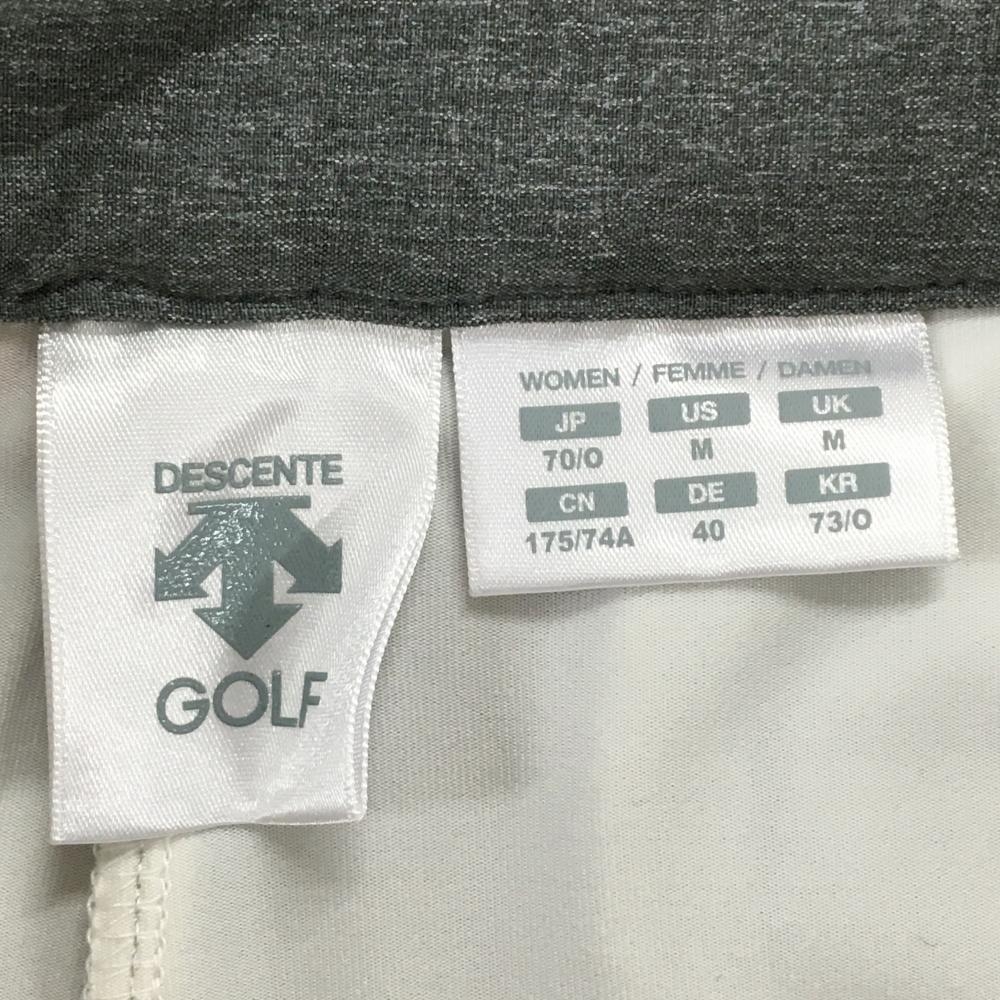 DESCENTE
GOLF
WOMEN / FEMME / DAMEN
JP US UK
70/O M M
CN DE KR
175/74A 40 73/O